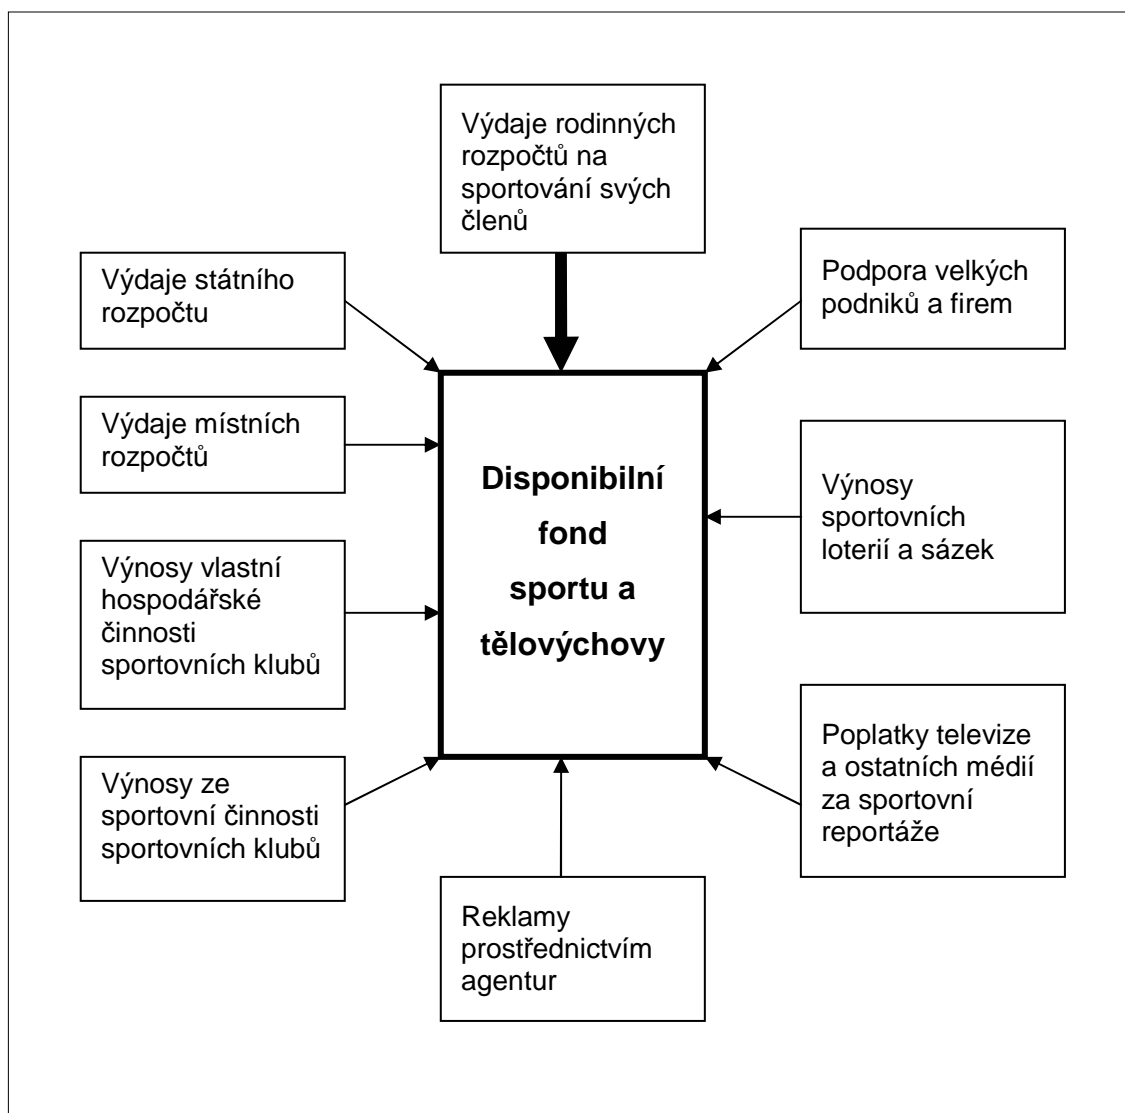 Výdaje rodinných
rozpočtů na
sportování svých
členů
Výdaje státního
rozpočtu
Podpora velkých
podniků a firem
Výdaje místních
rozpočtů
Disponibilní
fond
sportu a
tělovýchovy
Výnosy
sportovních
loterií a sázek
Výnosy vlastní
hospodářské
činnosti
sportovních klubů
Výnosy ze
sportovní činnosti
sportovních klubů
Poplatky televize
a ostatních médií
za sportovní
reportáže
Reklamy
prostřednictvím
agentur